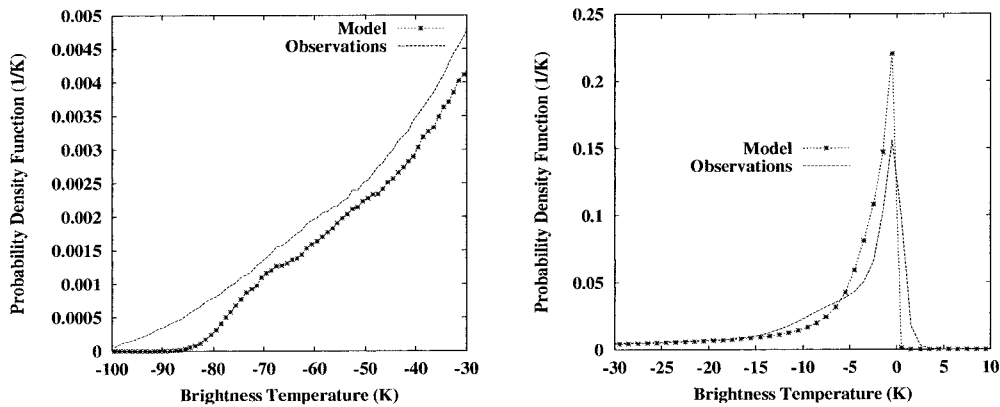 0.005
0.0045
0.004
0.0035
0.003
0.0025
0.002
0.0015
0.001
0.0005
0
Probability Density Function (1/K)
Model
Observations
-100 -90 -80 -70 -60 -50 -40 -30
Brightness Temperature (K)
0.25
0.2
0.15
0.1
0.05
0
Probability Density Function (1/K)
Model
Observations
-30 -25 -20 -15 -10 -5 0 5 10
Brightness Temperature (K)